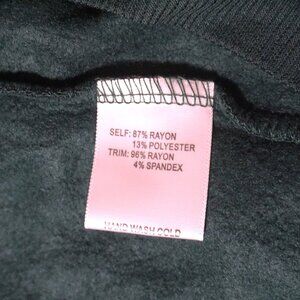 SELF: 87% RAYON
13% POLYESTER
TRIM: 96% RAYON
4% SPANDEX
HAND WASH COLD